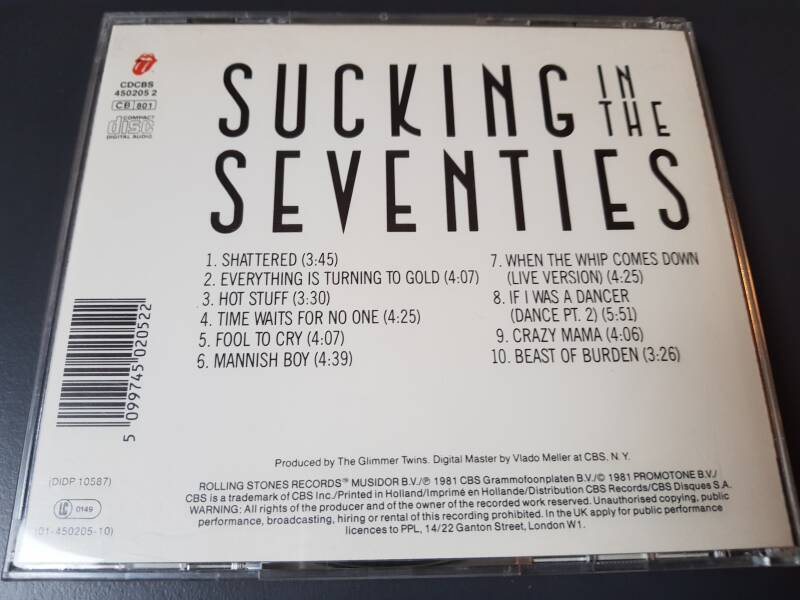 CDCBS
450205 2
CB 801
COMPACT
disc
DIGITAL AUDIO
SUCKING IN THE
SEVENTIES
1. SHATTERED (3:45)
2. EVERYTHING IS TURNING TO GOLD (4:07)
3. HOT STUFF (3:30)
4. TIME WAITS FOR NO ONE (4:25)
5. FOOL TO CRY (4:07)
6. MANNISH BOY (4:39)
7. WHEN THE WHIP COMES DOWN
(LIVE VERSION) (4:25)
8. IF I WAS A DANCER
(DANCE PT. 2) (5:51)
9. CRAZY MAMA (4:06)
10. BEAST OF BURDEN (3:26)
5 099745 020522
Produced by The Glimmer Twins. Digital Master by Vlado Meller at CBS, N.Y.
(DIDP 10587)
LC 0149
01-450205-10)
ROLLING STONES RECORDS™ MUSIDOR B.V./℗ 1981 CBS Grammofoonplaten B.V./© 1981 PROMOTONE B.V./
CBS is a trademark of CBS Inc./Printed in Holland/Imprimé en Hollande/Distribution CBS Records/CBS Disques S.A.
WARNING: All rights of the producer and of the owner of the recorded work reserved. Unauthorised copying, public
performance, broadcasting, hiring or rental of this recording prohibited. In the UK apply for public performance
licences to PPL, 14/22 Ganton Street, London W1.